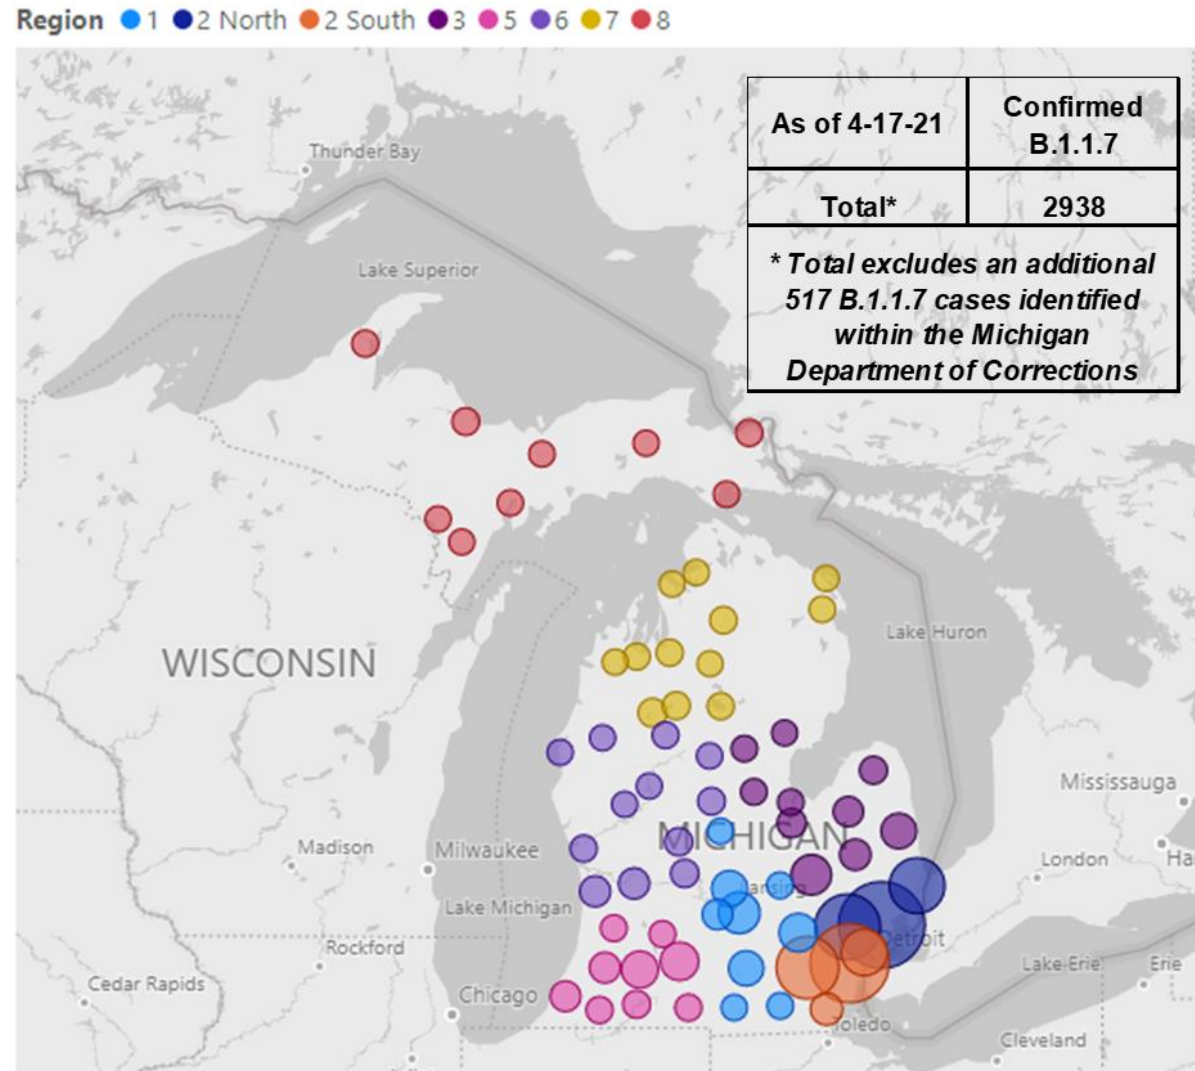 Region 1 2 North 2 South 3 5 6 7 8
As of 4-17-21
Confirmed
B.1.1.7
Total*
2938
* Total excludes an additional
517 B.1.1.7 cases identified
within the Michigan
Department of Corrections
Thunder Bay
Lake Superior
Lake Huron
WISCONSIN
Mississauga
MICHIGAN
Madison
Milwaukee
London
Ha
Lansing
Lake Michigan
Detroit
Rockford
Lake Erie
Erie
Cedar Rapids
Chicago
Toledo
Cleveland